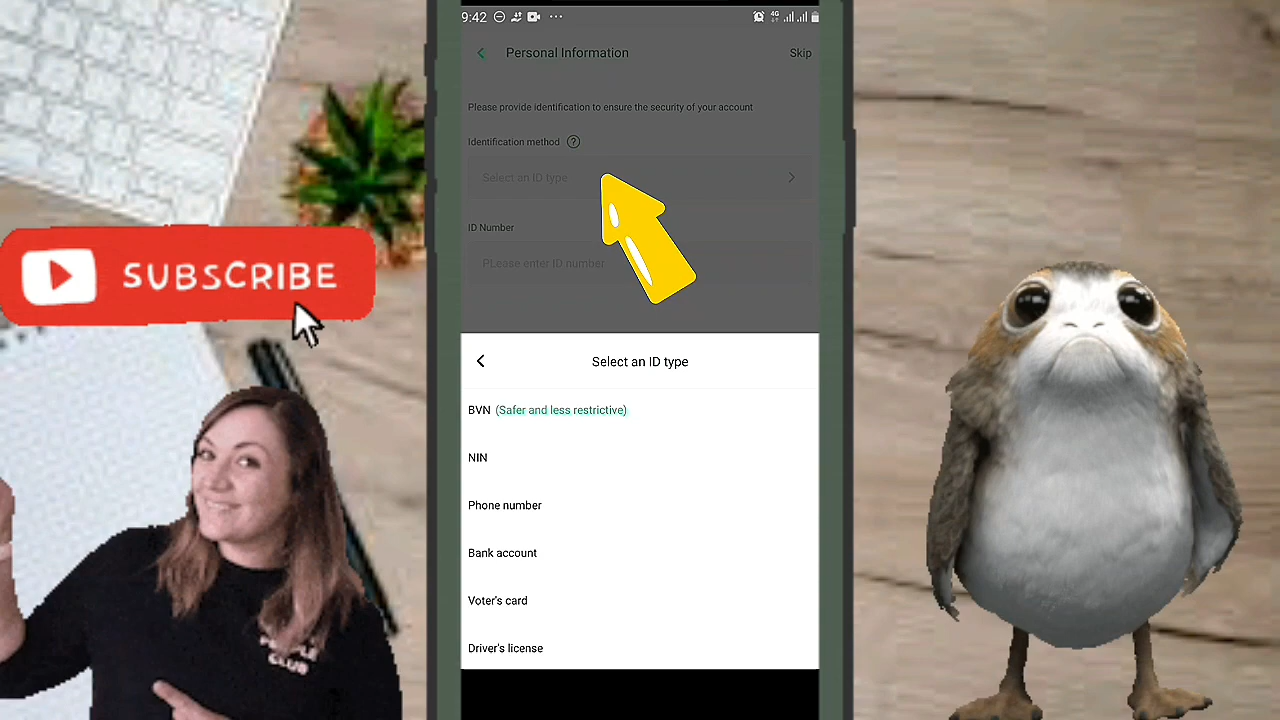 9:42
4G
Personal Information
Skip
Please provide identification to ensure the security of your account
Identification method ?
Select an ID type
ID Number
PLease enter ID number
SUBSCRIBE
Select an ID type
BVN (Safer and less restrictive)
NIN
Phone number
Bank account
Voter's card
Driver's license
CLUB